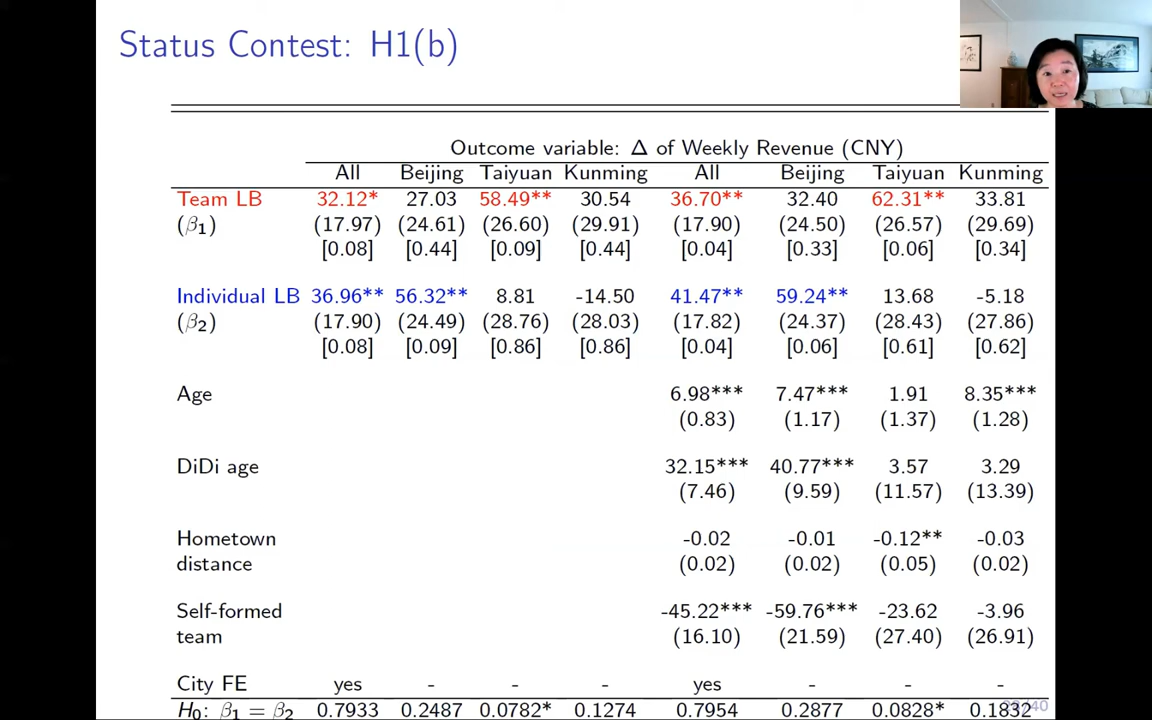 Status Contest: H1(b)
Outcome variable: Δ of Weekly Revenue (CNY)
All Beijing Taiyuan Kunming All Beijing Taiyuan Kunming
Team LB 32.12* 27.03 58.49** 30.54 36.70** 32.40 62.31** 33.81
(β1) (17.97) (24.61) (26.60) (29.91) (17.90) (24.50) (26.57) (29.69)
[0.08] [0.44] [0.09] [0.44] [0.04] [0.33] [0.06] [0.34]
Individual LB 36.96** 56.32** 8.81 -14.50 41.47** 59.24** 13.68 -5.18
(β2) (17.90) (24.49) (28.76) (28.03) (17.82) (24.37) (28.43) (27.86)
[0.08] [0.09] [0.86] [0.86] [0.04] [0.06] [0.61] [0.62]
Age 6.98*** 7.47*** 1.91 8.35***
(0.83) (1.17) (1.37) (1.28)
DiDi age 32.15*** 40.77*** 3.57 3.29
(7.46) (9.59) (11.57) (13.39)
Hometown -0.02 -0.01 -0.12** -0.03
distance (0.02) (0.02) (0.05) (0.02)
Self-formed -45.22*** -59.76*** -23.62 -3.96
team (16.10) (21.59) (27.40) (26.91)
City FE yes - - - yes - - -
H0: β1 = β2 0.7933 0.2487 0.0782* 0.1274 0.7954 0.2877 0.0828* 0.1832